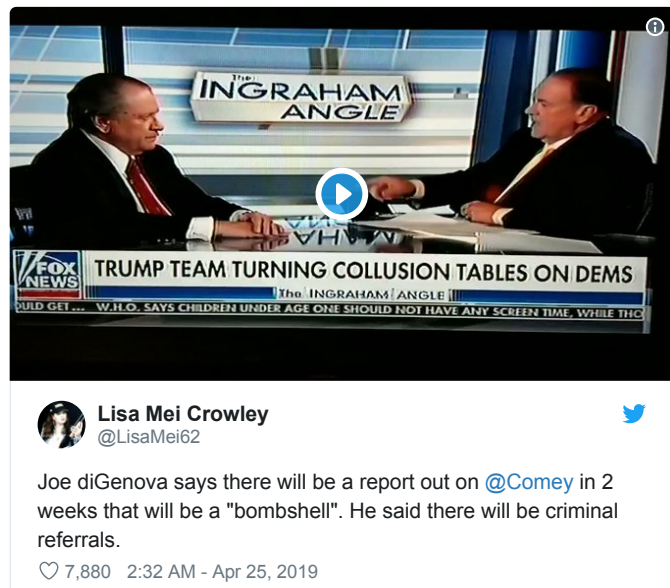 The
INGRAHAM
ANGLE
FOX
NEWS
TRUMP TEAM TURNING COLLUSION TABLES ON DEMS
The INGRAHAM ANGLE
OULD GET... W.H.O. SAYS CHILDREN UNDER AGE ONE SHOULD NOT HAVE ANY SCREEN TIME, WHILE THO
Lisa Mei Crowley
@LisaMei62
Joe diGenova says there will be a report out on @Comey in 2
weeks that will be a "bombshell". He said there will be criminal
referrals.
7,880 2:32 AM - Apr 25, 2019